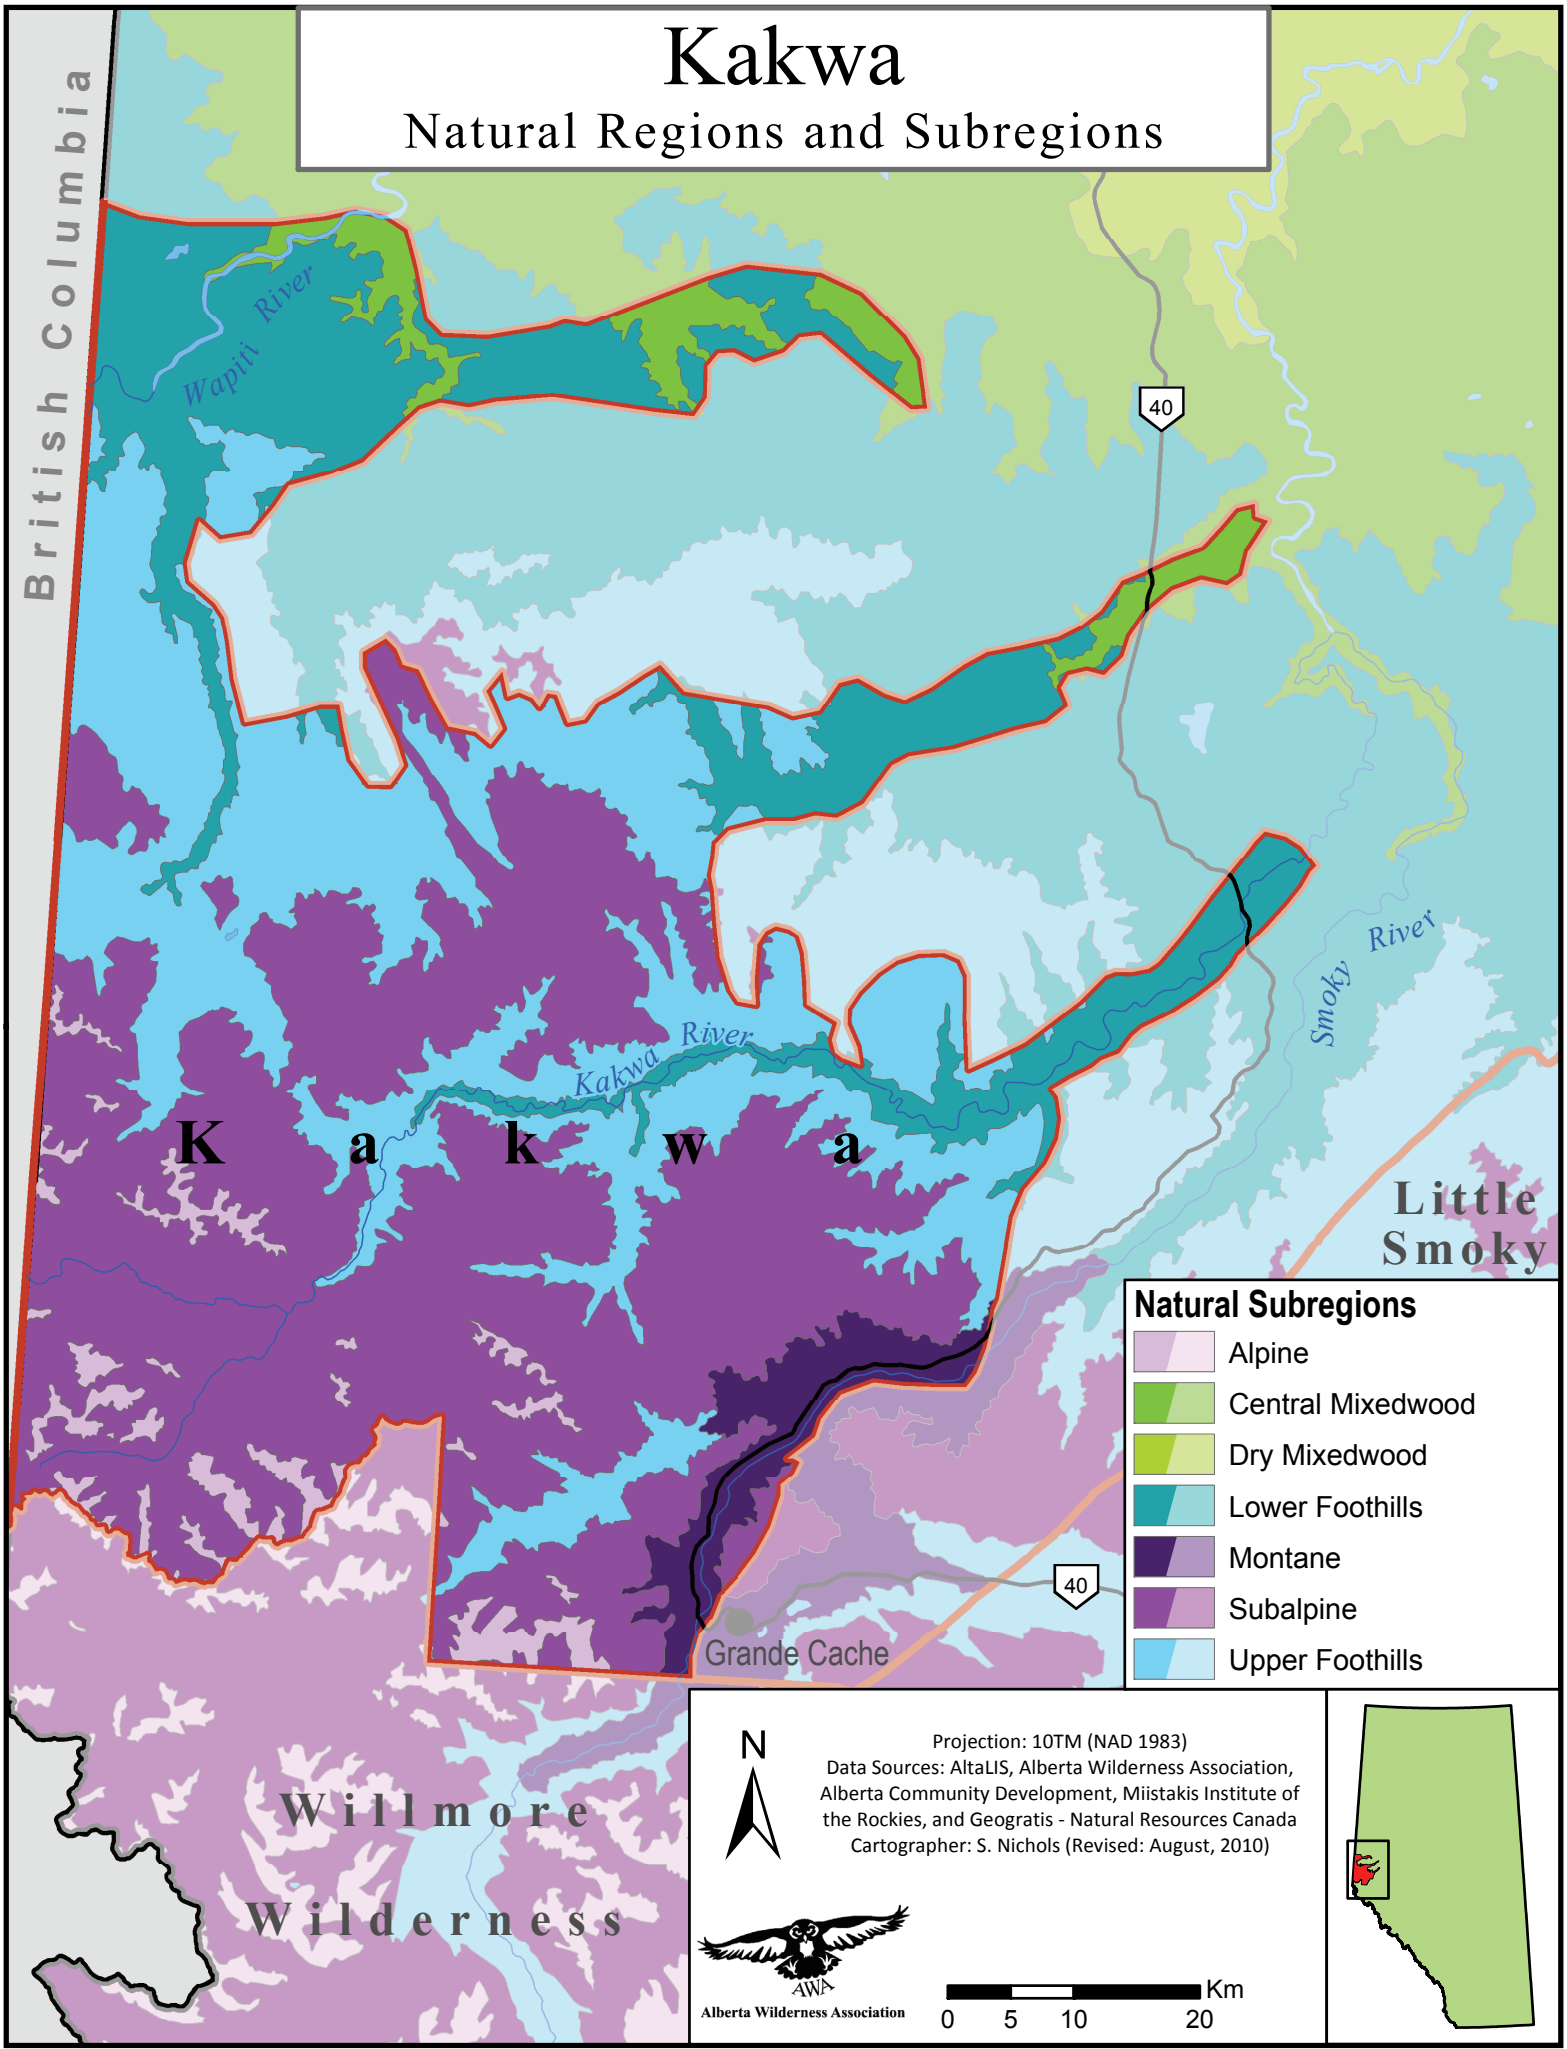 Kakwa
Natural Regions and Subregions
British Columbia
Wapiti River
40
Kakwa River
Smoky River
Kakwa
Little
Smoky
Natural Subregions
Alpine
Central Mixedwood
Dry Mixedwood
Lower Foothills
Montane
Subalpine
Upper Foothills
40
Grande Cache
Willmore
Wilderness
N
Projection: 10TM (NAD 1983)
Data Sources: AltaLIS, Alberta Wilderness Association,
Alberta Community Development, Miistakis Institute of
the Rockies, and Geogratis - Natural Resources Canada
Cartographer: S. Nichols (Revised: August, 2010)
AWA
Alberta Wilderness Association
Km
0 5 10 20